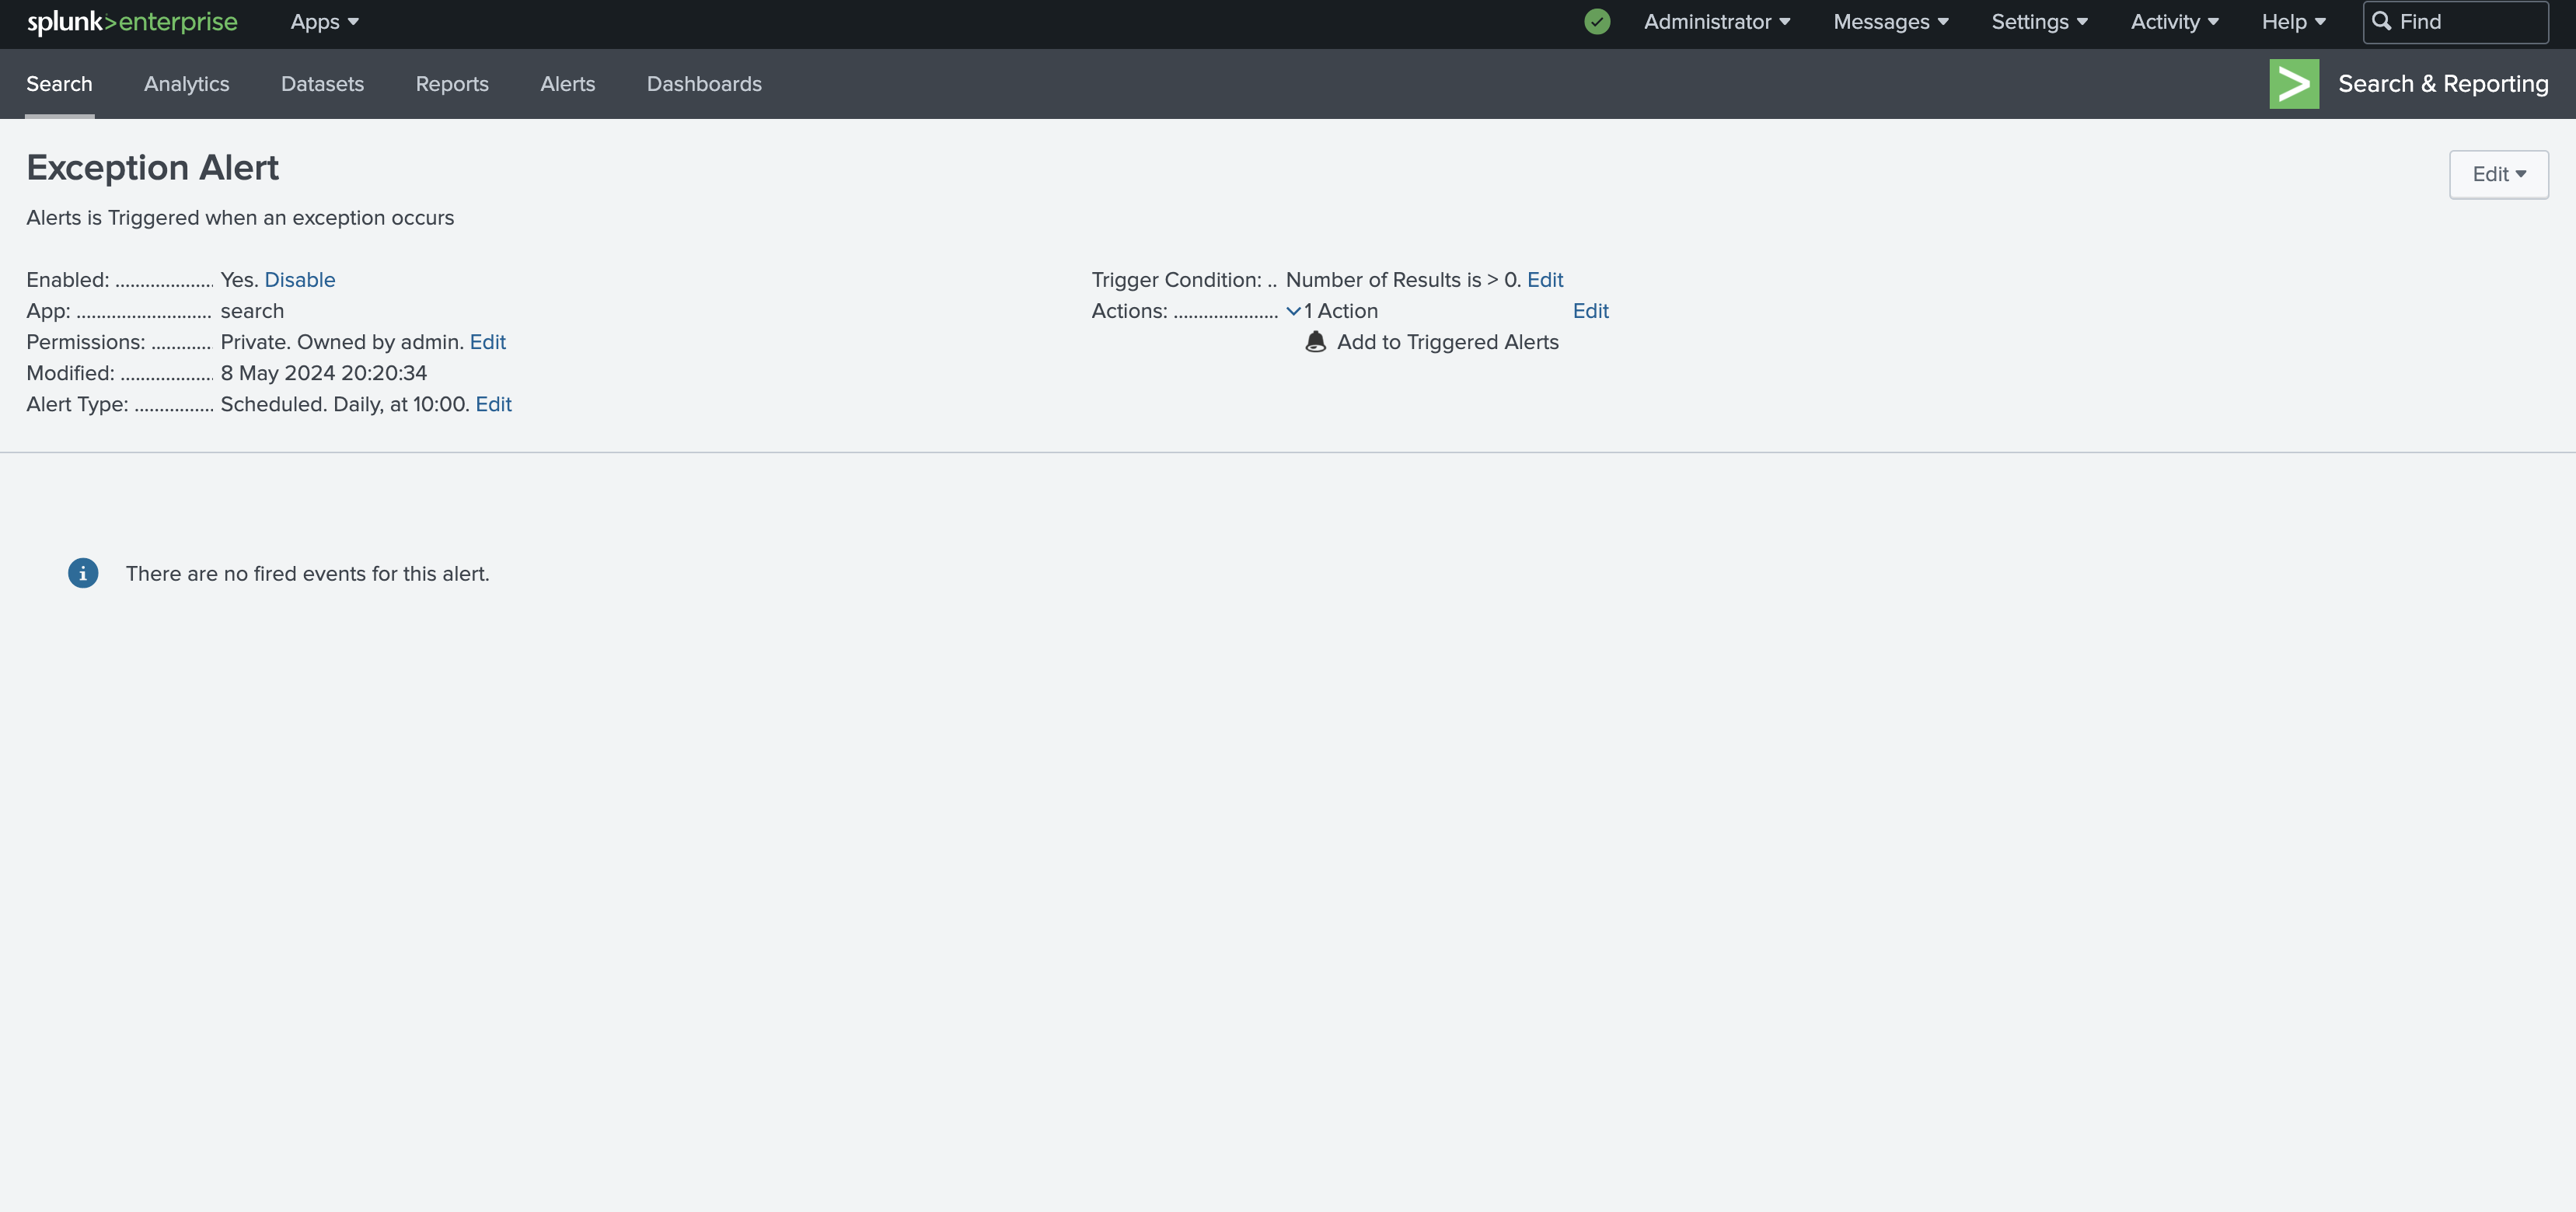 splunk>enterprise Apps Administrator Messages Settings Activity Help Find
Search Analytics Datasets Reports Alerts Dashboards Search & Reporting
Exception Alert
Edit
Alerts is Triggered when an exception occurs
Enabled: ................... Yes. Disable
App: ........................... search
Permissions: ............ Private. Owned by admin. Edit
Modified: ................... 8 May 2024 20:20:34
Alert Type: ................ Scheduled. Daily, at 10:00. Edit
Trigger Condition: .. Number of Results is > 0. Edit
Actions: ..................... 1 Action Edit
Add to Triggered Alerts
There are no fired events for this alert.